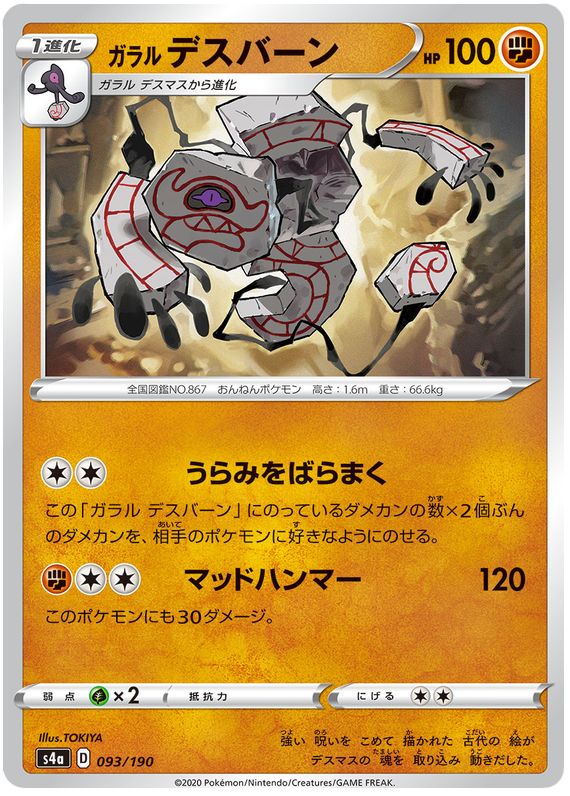 1進化
ガラル デスバーン
HP 100
ガラル デスマスから進化
全国図鑑NO.867 おんねんポケモン 高さ：1.6m 重さ：66.6kg
うらみをばらまく
この「ガラル デスバーン」にのっているダメカンの数×2個ぶん
のダメカンを、相手のポケモンに好きなようにのせる。
マッドハンマー 120
このポケモンにも30ダメージ。
弱点 ×2 抵抗力 にげる
Illus.TOKIYA
s4a D 093/190
強い 呪いを こめて 描かれた 古代の 絵が
デスマスの 魂を 取り込み 動きだした。
©2020 Pokémon/Nintendo/Creatures/GAME FREAK.